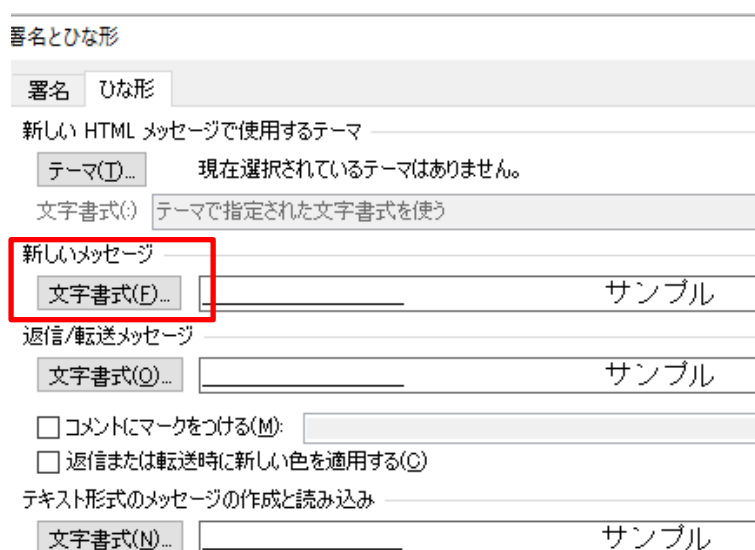 署名とひな形
署名 ひな形
新しい HTML メッセージで使用するテーマ
テーマ(T)... 現在選択されているテーマはありません。
文字書式(:) テーマで指定された文字書式を使う
新しいメッセージ
文字書式(F)... サンプル
返信/転送メッセージ
文字書式(O)... サンプル
コメントにマークをつける(M):
返信または転送時に新しい色を適用する(C)
テキスト形式のメッセージの作成と読み込み
文字書式(N)... サンプル